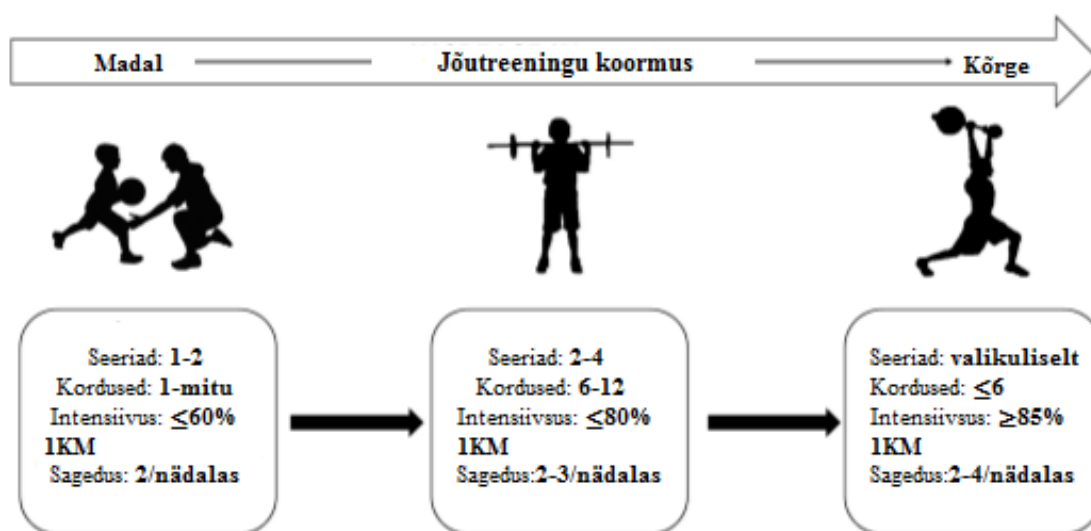 Madal
Jõutreeningu koormus
Kõrge
Seeriad: 1-2
Kordused: 1-mitu
Intensiivus: ≤60%
1KM
Sagedus: 2/nädalas
Seeriad: 2-4
Kordused: 6-12
Intensiivsus: ≤80%
1KM
Sagedus:2-3/nädalas
Seeriad: valikuliselt
Kordused: ≤6
Intensiivsus: ≥85%
1KM
Sagedus:2-4/nädalas